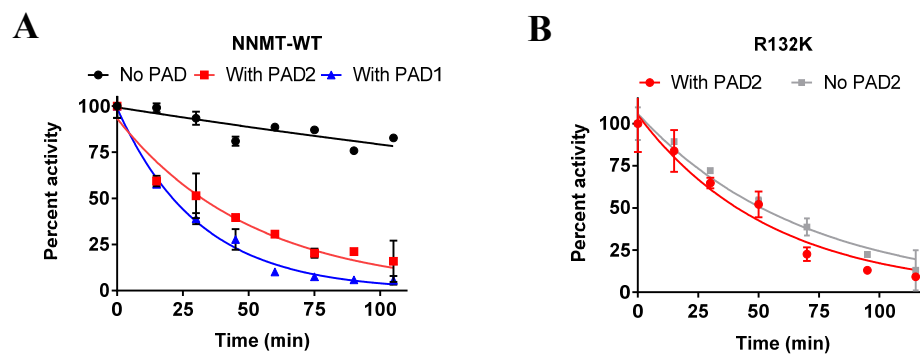 A
NNMT-WT
No PAD With PAD2 With PAD1
100
75
50
25
0
Percent activity
0 25 50 75 100
Time (min)
B
R132K
With PAD2 No PAD2
100
75
50
25
0
Percent activity
0 25 50 75 100
Time (min)